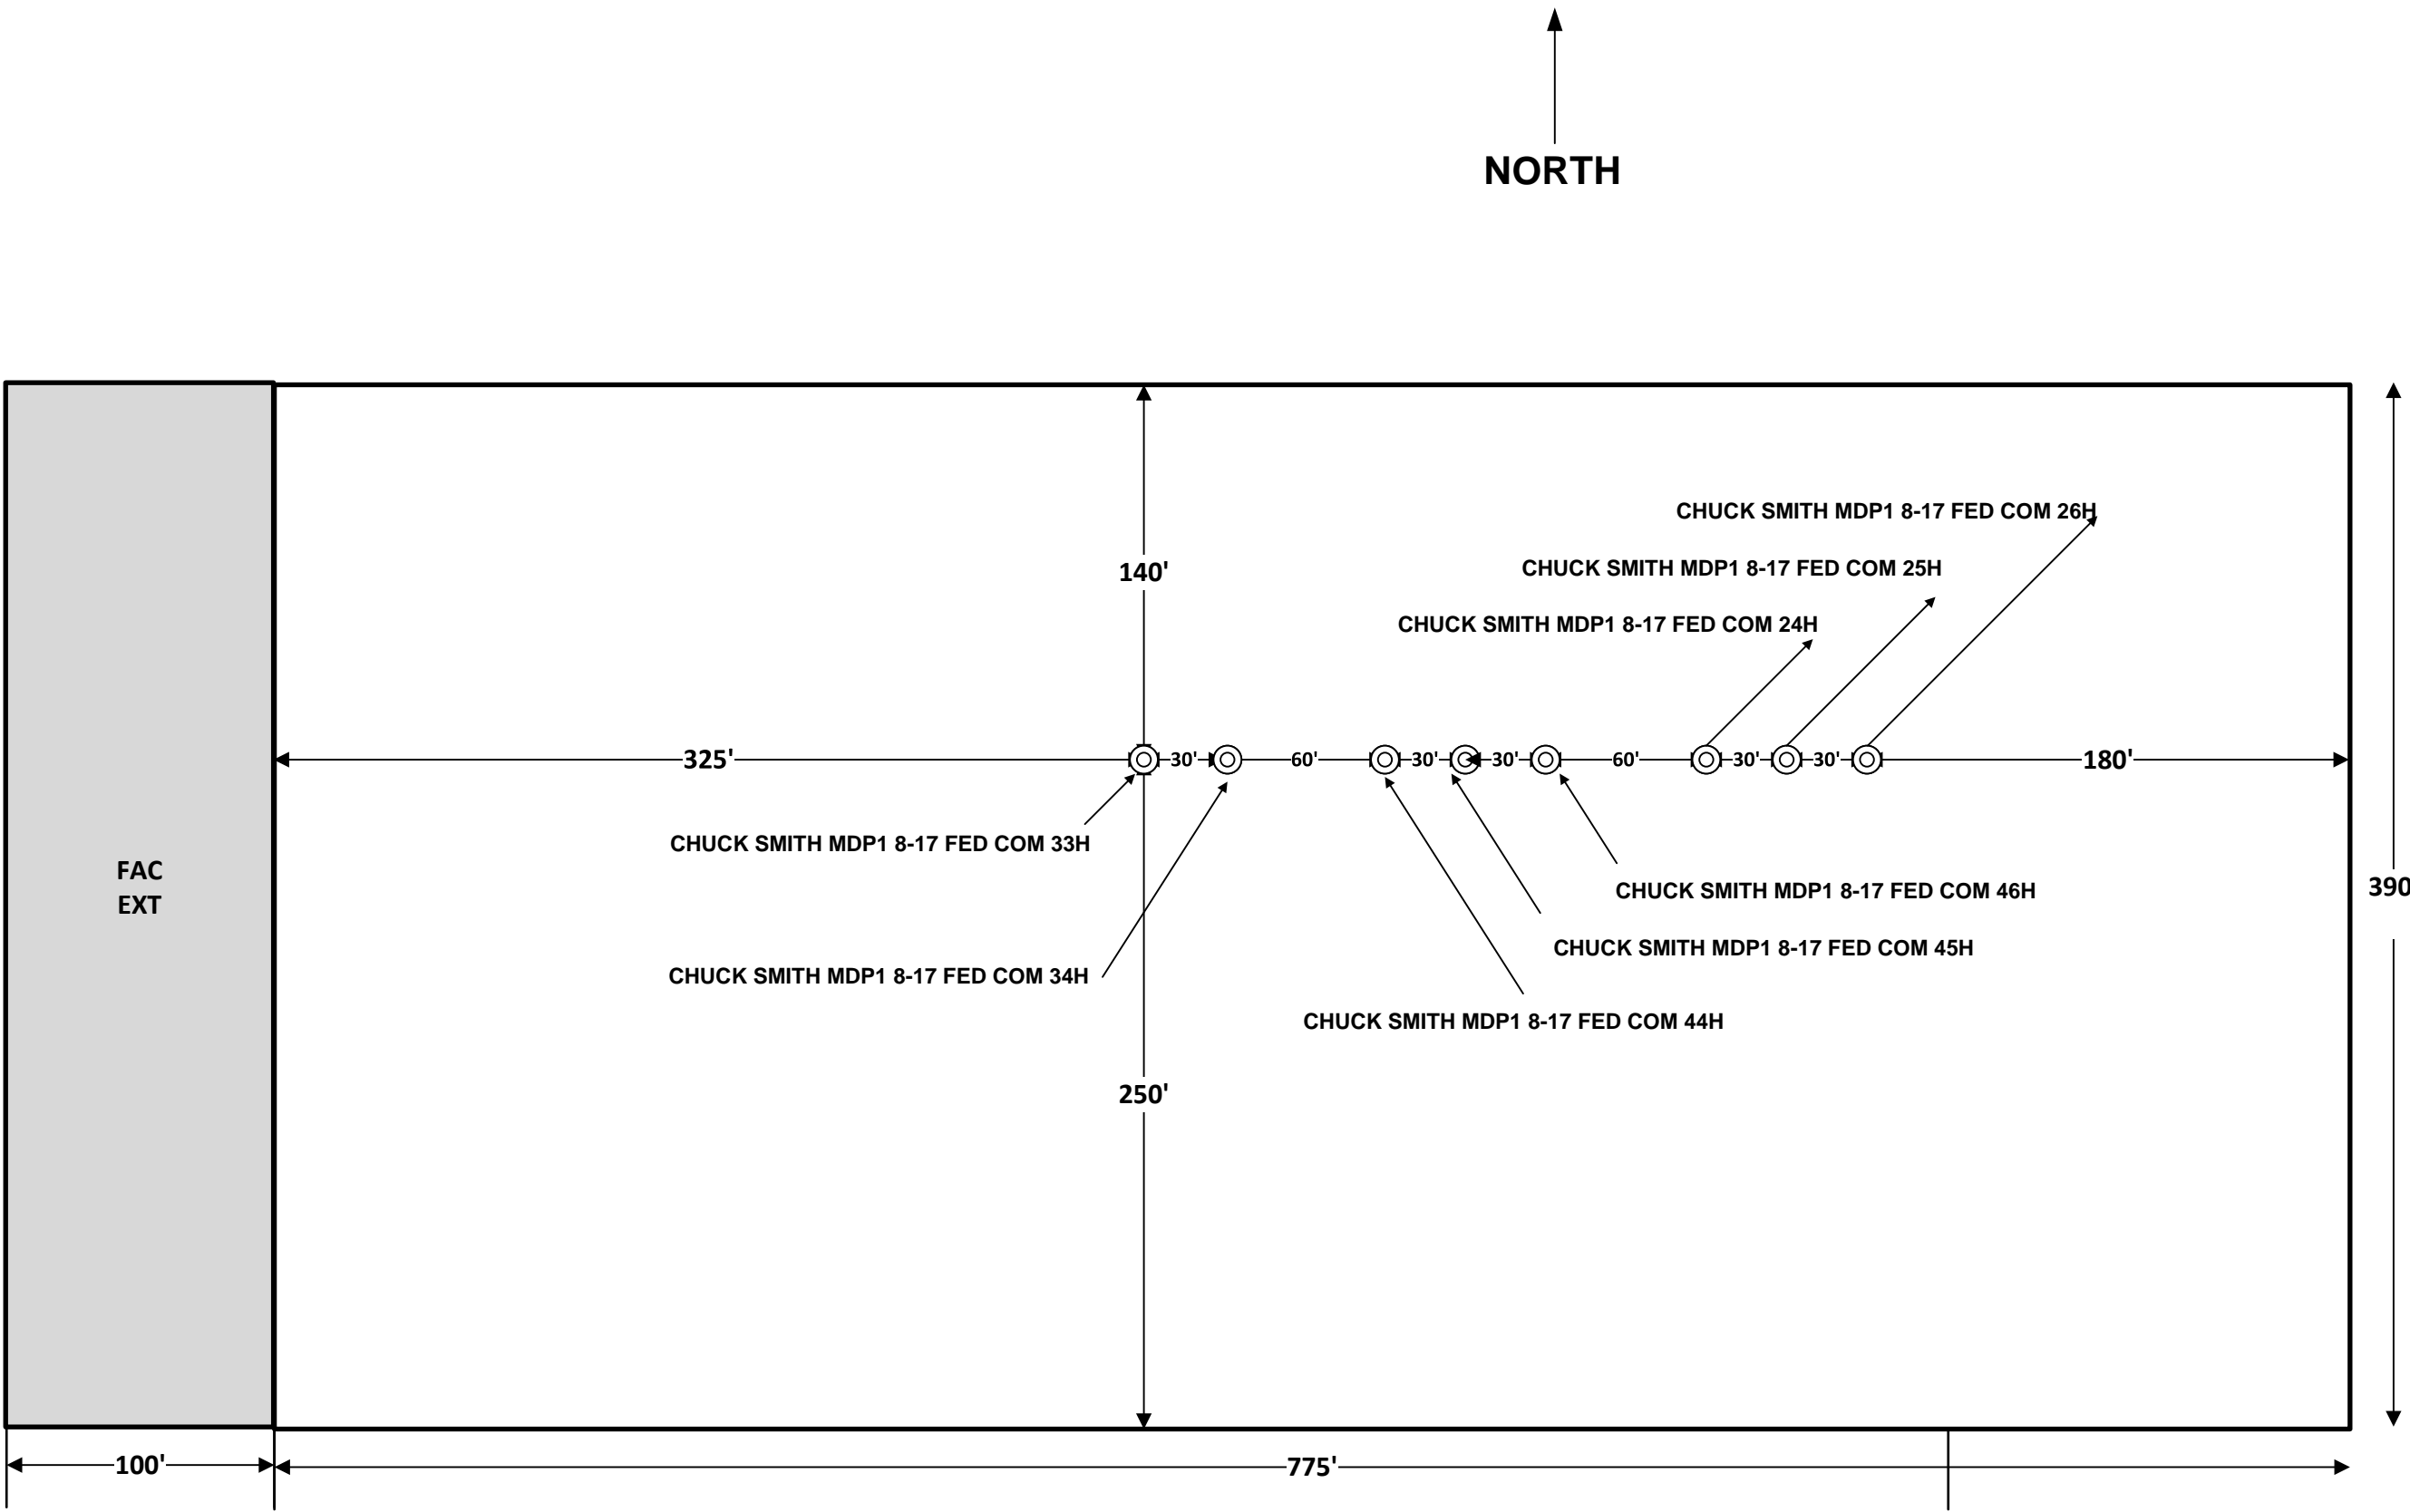 NORTH
CHUCK SMITH MDP1 8-17 FED COM 26H
CHUCK SMITH MDP1 8-17 FED COM 25H
140'
CHUCK SMITH MDP1 8-17 FED COM 24H
325' 30' 60' 30' 30' 60' 30' 30' 180'
CHUCK SMITH MDP1 8-17 FED COM 33H
FAC
EXT
CHUCK SMITH MDP1 8-17 FED COM 46H
390
CHUCK SMITH MDP1 8-17 FED COM 45H
CHUCK SMITH MDP1 8-17 FED COM 34H
CHUCK SMITH MDP1 8-17 FED COM 44H
250'
100'
775'